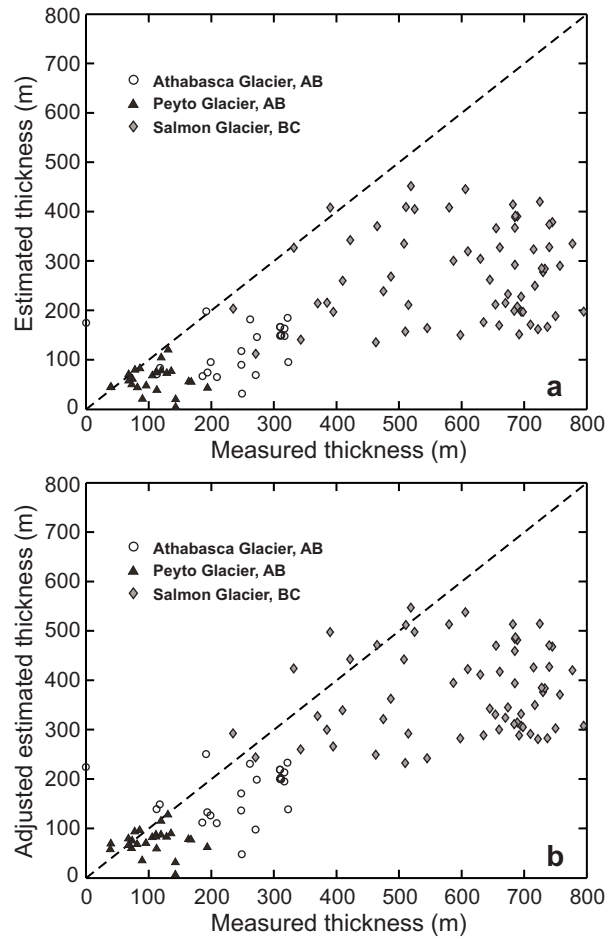 800
700
600
500
400
300
200
100
0
Estimated thickness (m)
Athabasca Glacier, AB
Peyto Glacier, AB
Salmon Glacier, BC
a
0 100 200 300 400 500 600 700 800
Measured thickness (m)
800
700
600
500
400
300
200
100
0
Adjusted estimated thickness (m)
Athabasca Glacier, AB
Peyto Glacier, AB
Salmon Glacier, BC
b
0 100 200 300 400 500 600 700 800
Measured thickness (m)